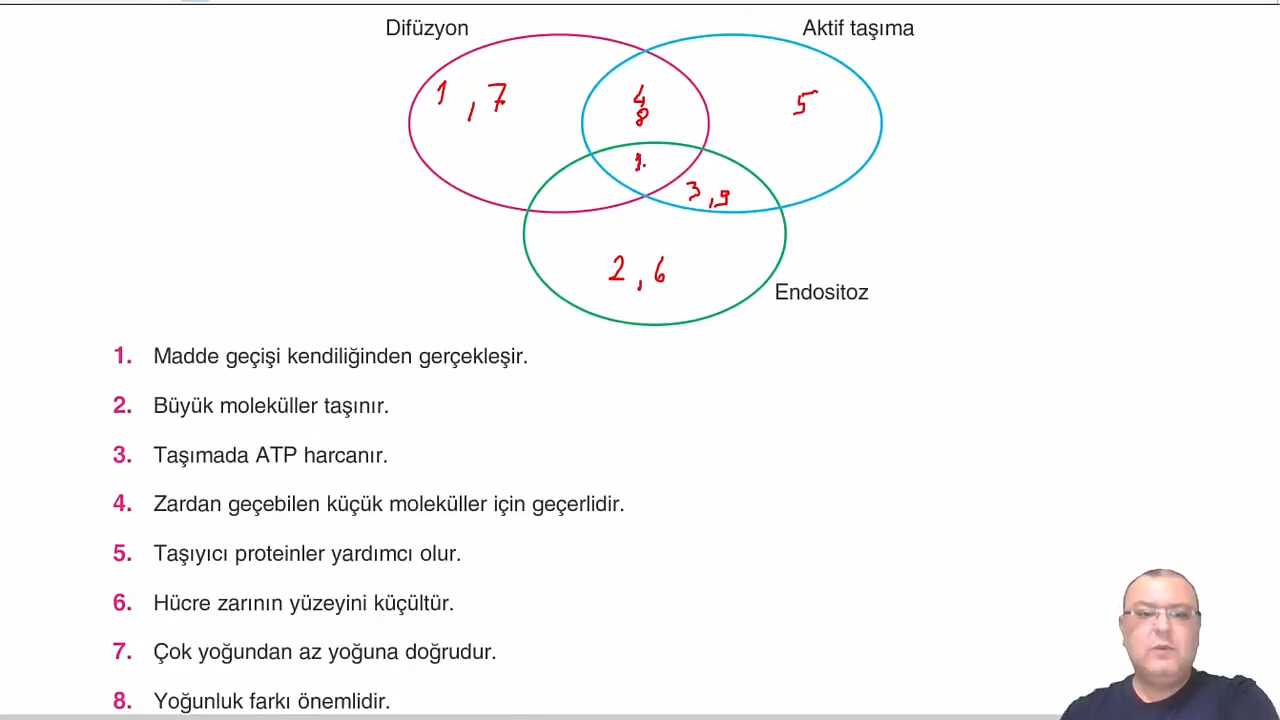 Difüzyon
Aktif taşıma
1, 7
4
8
5
3, 9
2, 6
Endositoz
1. Madde geçişi kendiliğinden gerçekleşir.
2. Büyük moleküller taşınır.
3. Taşımada ATP harcanır.
4. Zardan geçebilen küçük moleküller için geçerlidir.
5. Taşıyıcı proteinler yardımcı olur.
6. Hücre zarının yüzeyini küçültür.
7. Çok yoğundan az yoğuna doğrudur.
8. Yoğunluk farkı önemlidir.